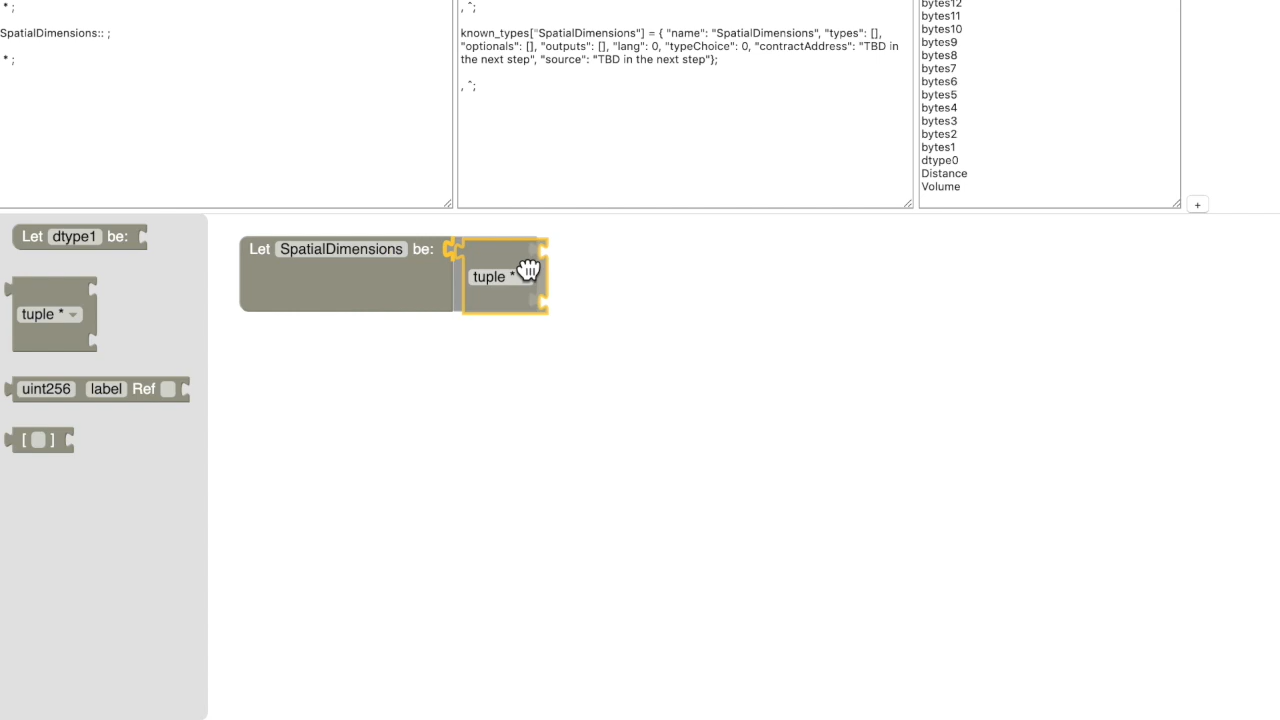 * ;
SpatialDimensions:: ;
* ;
, ^;
known_types["SpatialDimensions"] = { "name": "SpatialDimensions", "types": [],
"optionals": [], "outputs": [], "lang": 0, "typeChoice": 0, "contractAddress": "TBD in
the next step", "source": "TBD in the next step"};
, ^;
bytes12
bytes11
bytes10
bytes9
bytes8
bytes7
bytes6
bytes5
bytes4
bytes3
bytes2
bytes1
dtype0
Distance
Volume
+
Let dtype1 be:
tuple *
uint256 label Ref
[ ]
Let SpatialDimensions be:
tuple *